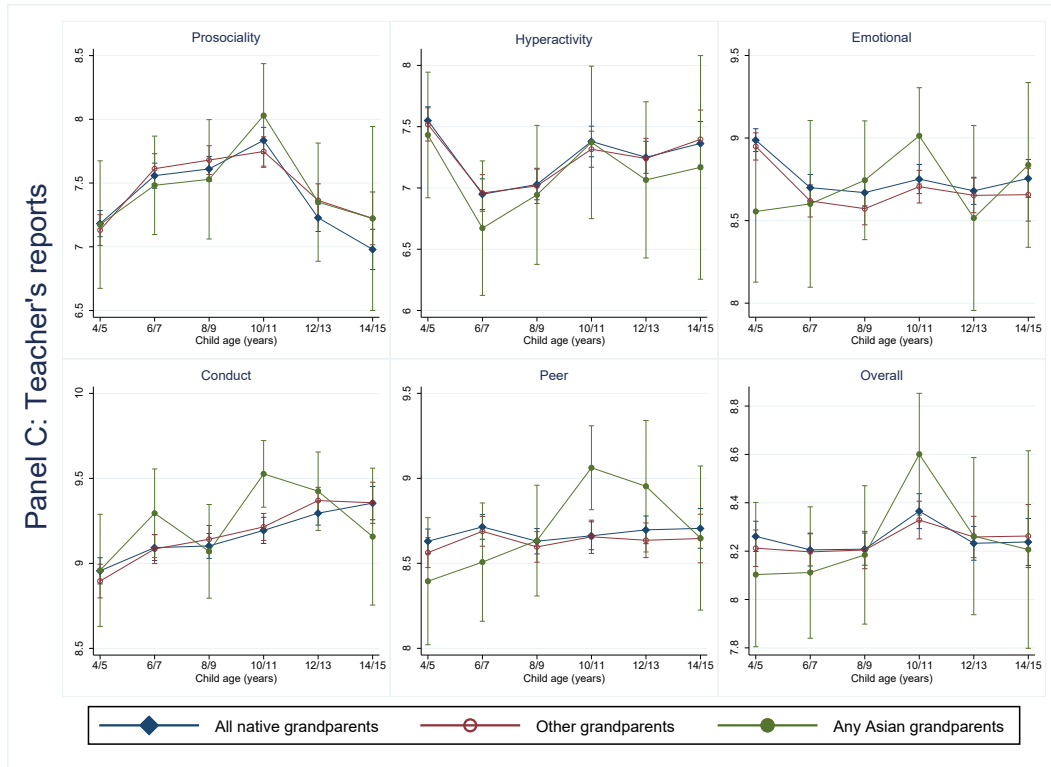 Panel C: Teacher's reports
Prosociality
8.5
8
7.5
7
6.5
4/5 6/7 8/9 10/11 12/13 14/15
Child age (years)
Hyperactivity
8
7.5
7
6.5
6
4/5 6/7 8/9 10/11 12/13 14/15
Child age (years)
Emotional
9.5
9
8.5
8
4/5 6/7 8/9 10/11 12/13 14/15
Child age (years)
Conduct
10
9.5
9
8.5
4/5 6/7 8/9 10/11 12/13 14/15
Child age (years)
Peer
9.5
9
8.5
8
4/5 6/7 8/9 10/11 12/13 14/15
Child age (years)
Overall
8.8
8.6
8.4
8.2
8
7.8
4/5 6/7 8/9 10/11 12/13 14/15
Child age (years)
All native grandparents Other grandparents Any Asian grandparents